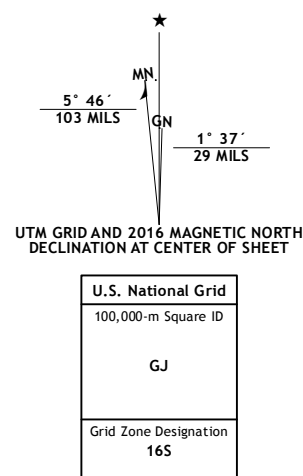 ★
MN.
5° 46´
103 MILS
GN
1° 37´
29 MILS
UTM GRID AND 2016 MAGNETIC NORTH
DECLINATION AT CENTER OF SHEET
U.S. National Grid
100,000-m Square ID
GJ
Grid Zone Designation
16S